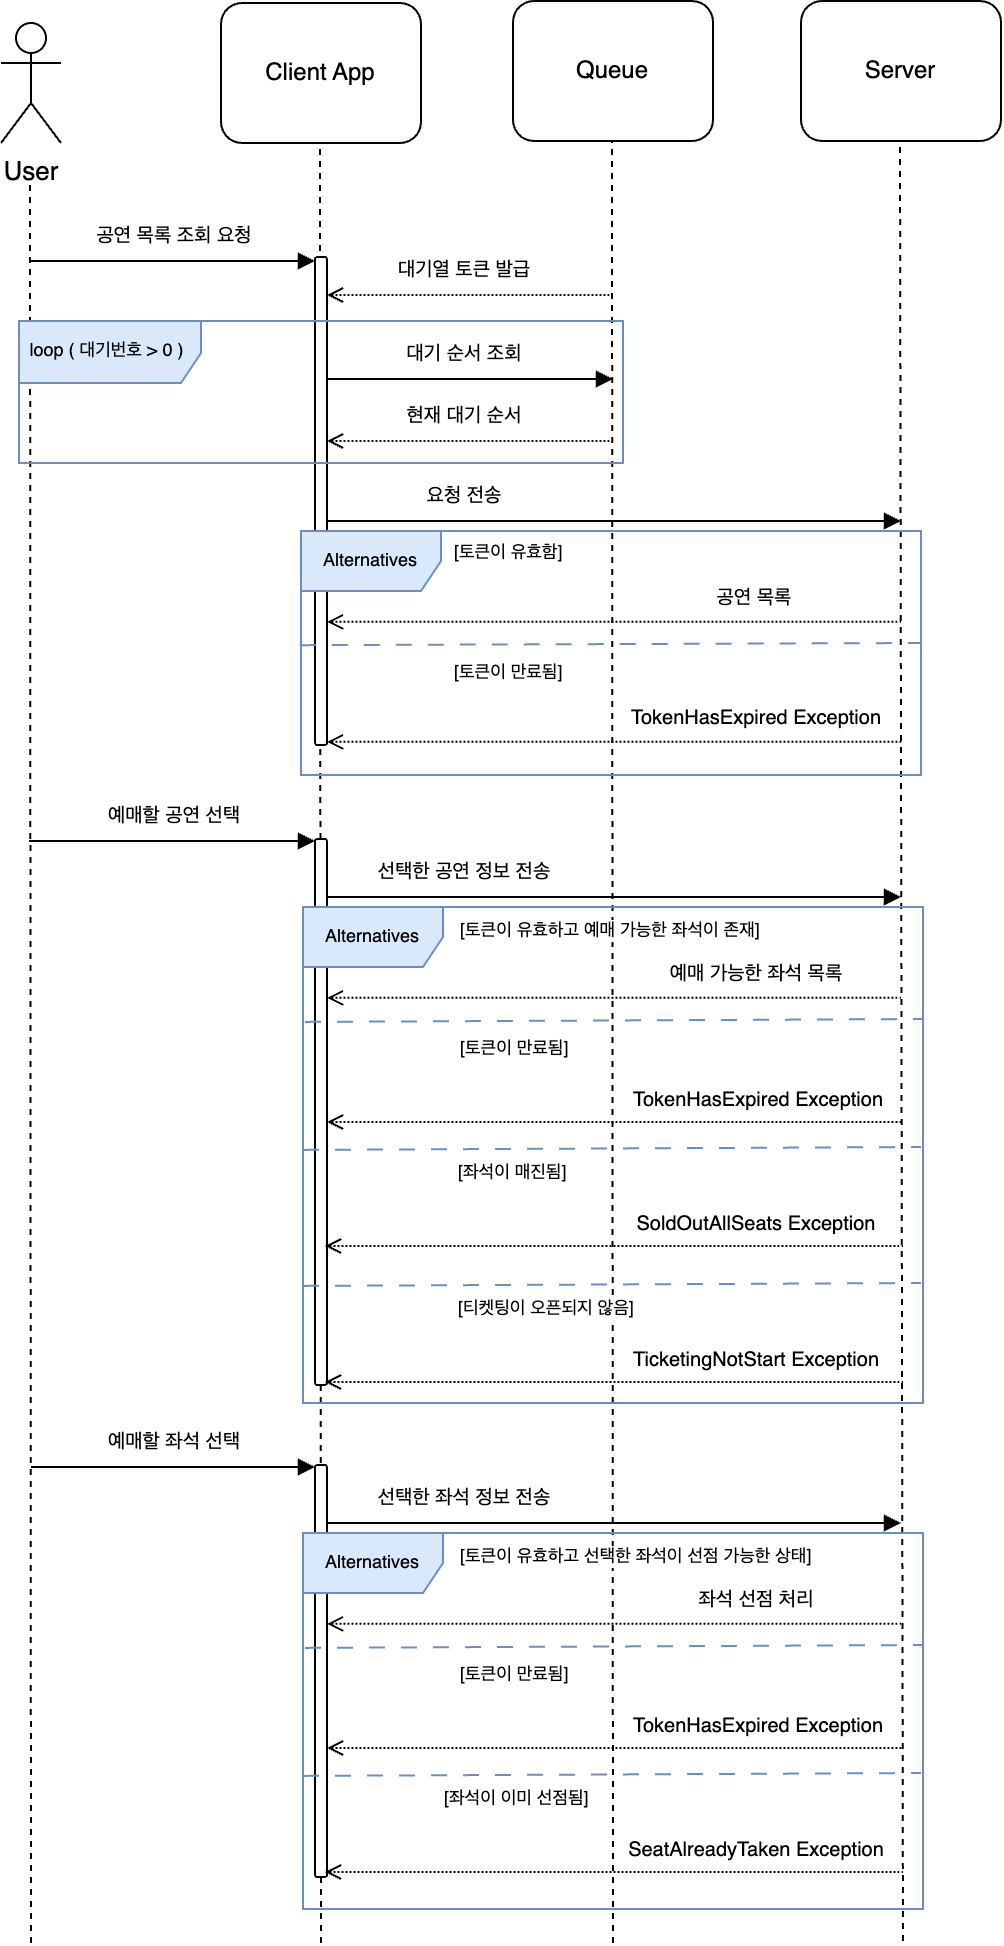 Client App
Queue
Server
User
공연 목록 조회 요청
대기열 토큰 발급
loop ( 대기번호 > 0 )
대기 순서 조회
현재 대기 순서
요청 전송
Alternatives
[토큰이 유효함]
공연 목록
[토큰이 만료됨]
TokenHasExpired Exception
예매할 공연 선택
선택한 공연 정보 전송
Alternatives
[토큰이 유효하고 예매 가능한 좌석이 존재]
예매 가능한 좌석 목록
[토큰이 만료됨]
TokenHasExpired Exception
[좌석이 매진됨]
SoldOutAllSeats Exception
[티켓팅이 오픈되지 않음]
TicketingNotStart Exception
예매할 좌석 선택
선택한 좌석 정보 전송
Alternatives
[토큰이 유효하고 선택한 좌석이 선점 가능한 상태]
좌석 선점 처리
[토큰이 만료됨]
TokenHasExpired Exception
[좌석이 이미 선점됨]
SeatAlreadyTaken Exception